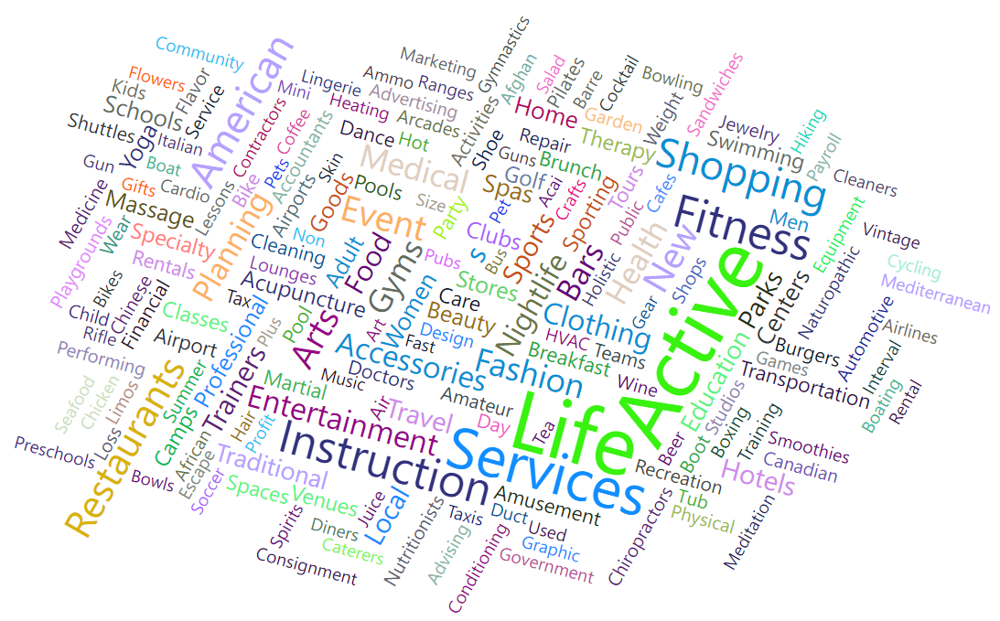 Community
American
Marketing
Gymnastics
Afghan
Salad
Pilates
Barre
Cocktail
Bowling
Sandwiches
Flowers
Kids
Flavor
Service
Mini
Lingerie
Ammo
Ranges
Advertising
Activities
Home
Garden
Weight
Jewelry
Hiking
Schools
Shuttles
Yoga
Italian
Contractors
Coffee
Heating
Arcades
Dance
Hot
Shoe
Repair
Therapy
Swimming
Payroll
Gun
Boat
Pets
Accountants
Skin
Medical
Guns
Brunch
Shopping
Cleaners
Gifts
Cardio
Lessons
Bike
Airports
Goods
Pools
Size
Spas
Golf
Acai
Crafts
Tours
Cafes
Medicine
Massage
Planning
Non
Event
Party
Pet
Sporting
Public
Fitness
Men
Equipment
Vintage
Playgrounds
Wear
Specialty
Cleaning
Adult
Food
Clubs
s
Bus
Sports
Holistic
Health
New
Naturopathic
Cycling
Rentals
Lounges
Gyms
Pubs
Nightlife
Bars
Shops
Mediterranean
Bikes
Chinese
Financial
Tax
Acupuncture
Women
Stores
Care
Gear
Active
Parks
Centers
Automotive
Airlines
Child
Rifle
Classes
Professional
Plus
Pool
Arts
Art
Beauty
Clothing
Performing
Airport
Trainers
Accessories
Fast
Design
HVAC
Teams
Burgers
Games
Interval
Seafood
Chicken
Limos
Restaurants
Summer
Camps
Martial
Music
Doctors
Fashion
Breakfast
Wine
Education
Studios
Transportation
Boating
Rental
Preschools
Loss
Hair
Profit
Entertainment
Air
Travel
Amateur
Day
Tea
Life
Beer
Boot
Boxing
Training
Smoothies
Canadian
Bowls
African
Escape
Soccer
Traditional
Instruction
Services
Recreation
Hotels
Spaces
Venues
Juice
Local
Amusement
Tub
Physical
Spirits
Diners
Caterers
Nutritionists
Taxis
Duct
Used
Chiropractors
Meditation
Consignment
Advising
Conditioning
Graphic
Government